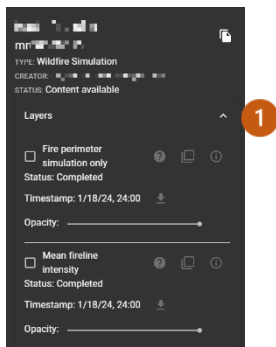 TYPE: Wildfire Simulation
CREATOR:
STATUS: Content available
Layers
1
Fire perimeter
simulation only
Status: Completed
Timestamp: 1/18/24, 24:00
Opacity:
Mean fireline
intensity
Status: Completed
Timestamp: 1/18/24, 24:00
Opacity: